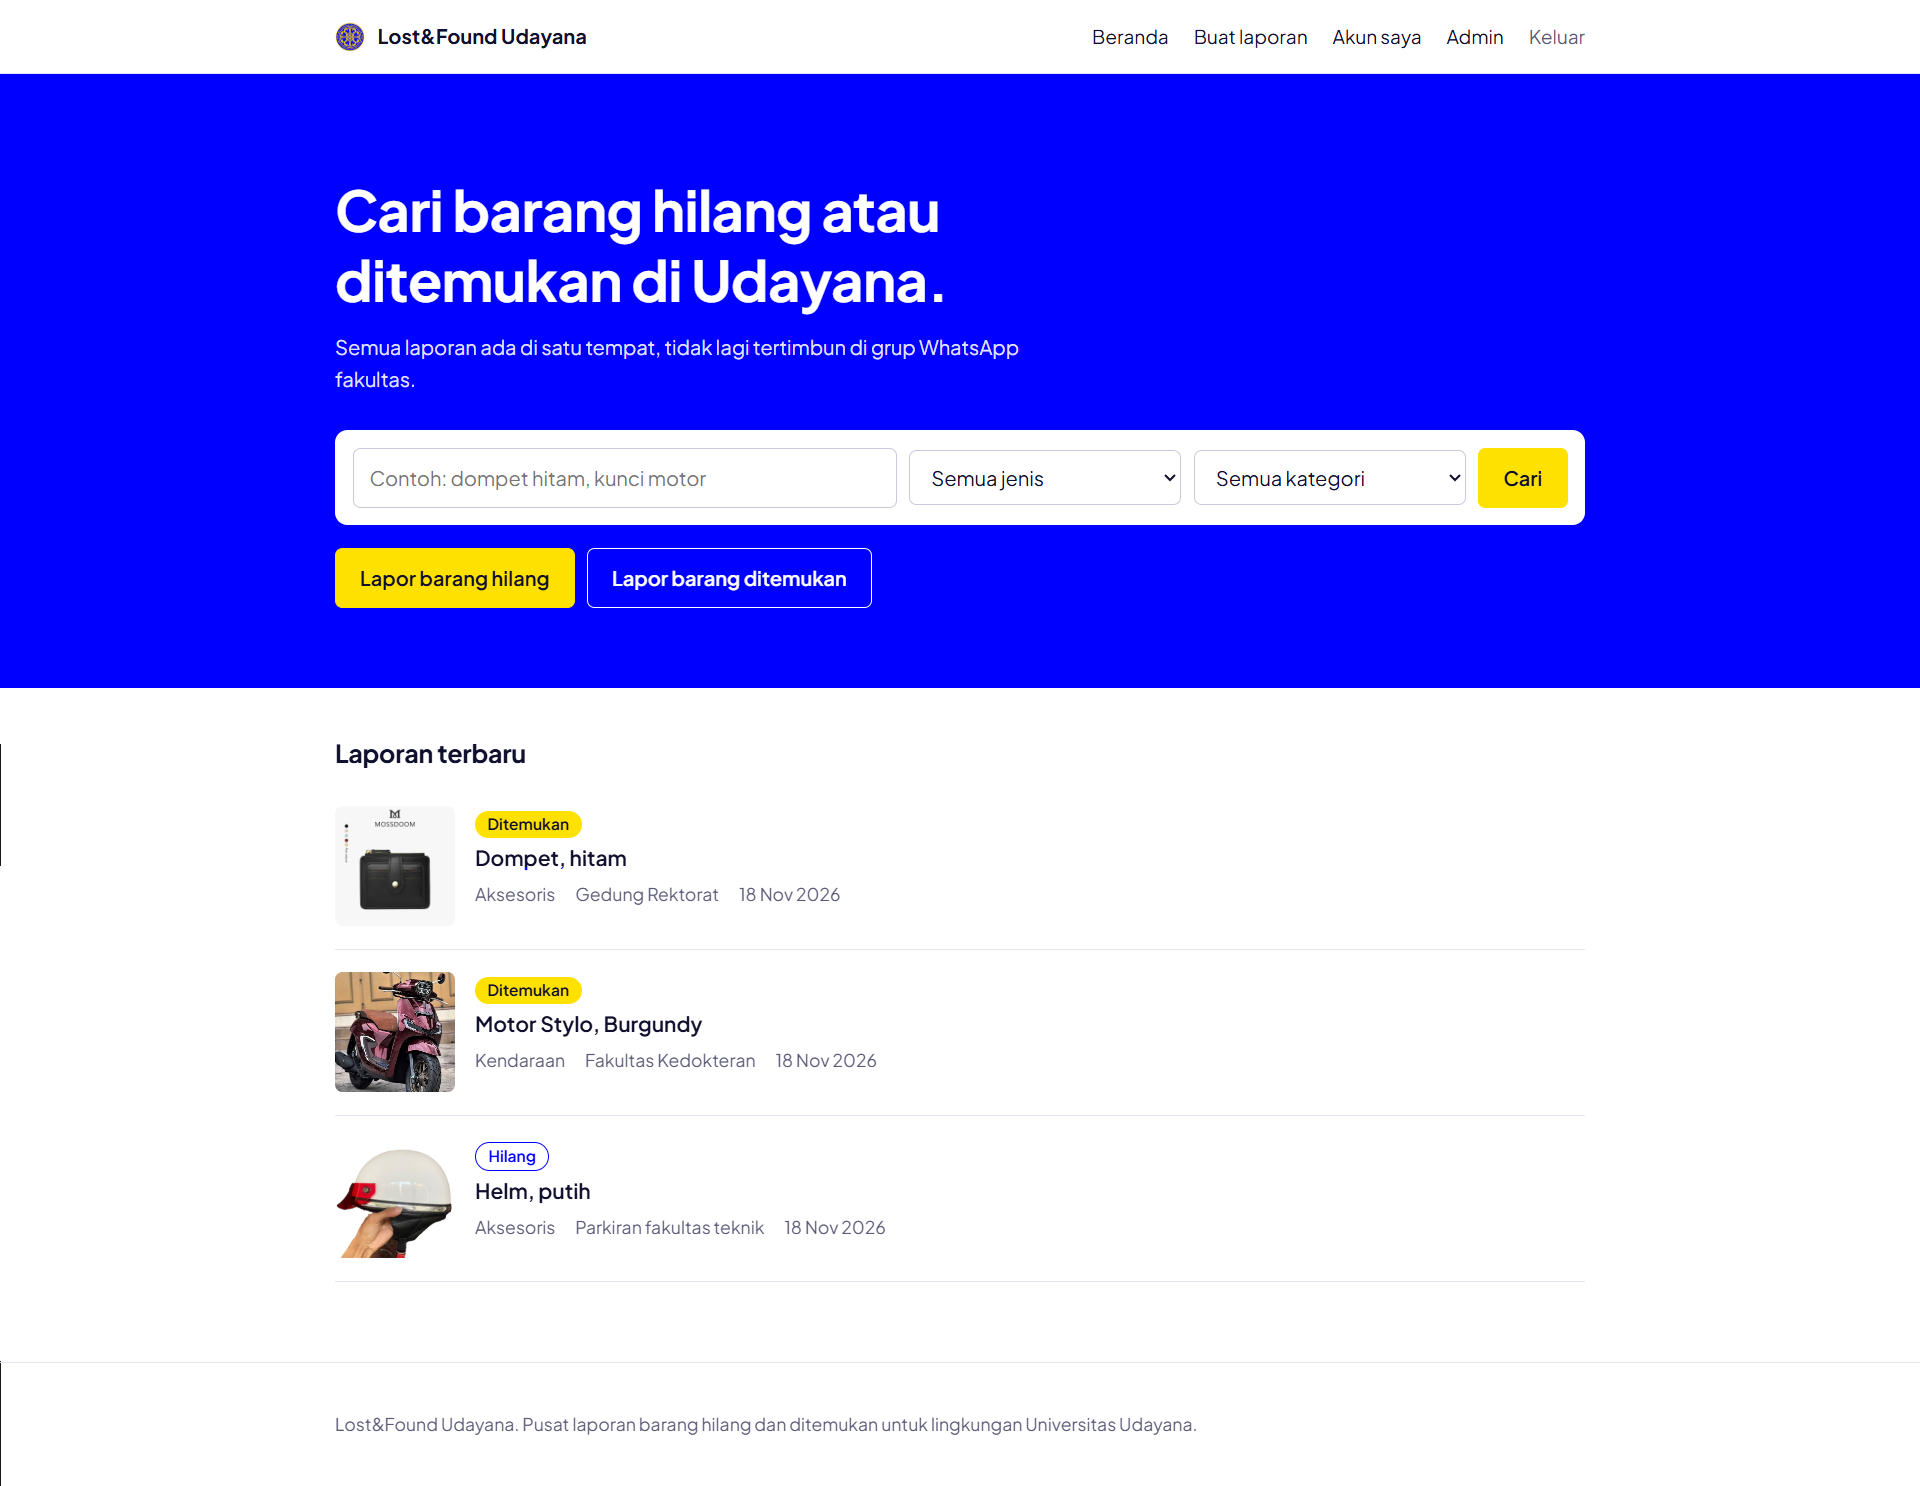 Lost&Found Udayana
Beranda Buat laporan Akun saya Admin Keluar
Cari barang hilang atau
ditemukan di Udayana.
Semua laporan ada di satu tempat, tidak lagi tertimbun di grup WhatsApp
fakultas.
Contoh: dompet hitam, kunci motor
Semua jenis
Semua kategori
Cari
Lapor barang hilang
Lapor barang ditemukan
Laporan terbaru
MOSSDOOM
Ditemukan
Dompet, hitam
Aksesoris Gedung Rektorat 18 Nov 2026
Ditemukan
Motor Stylo, Burgundy
Kendaraan Fakultas Kedokteran 18 Nov 2026
Hilang
Helm, putih
Aksesoris Parkiran fakultas teknik 18 Nov 2026
Lost&Found Udayana. Pusat laporan barang hilang dan ditemukan untuk lingkungan Universitas Udayana.